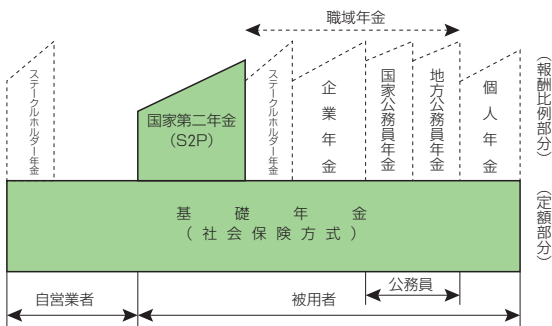 職域年金
ステークルホルダー年金
国家第二年金
(S2P)
ステークルホルダー年金
企業年金
国家公務員年金
地方公務員年金
個人年金
(報酬比例部分)
基礎年金
(社会保険方式)
(定額部分)
自営業者
被用者
公務員